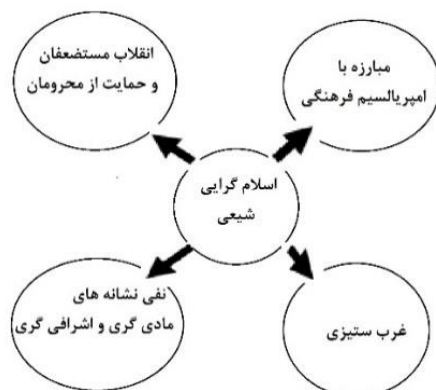 مبارزه با
امپریالسیم فرهنگی
انقلاب مستضعفان
و حمایت از محرومان
اسلام گرایی
شیعی
غرب ستیزی
نفی نشانه های
مادی گری و اشرافی گری